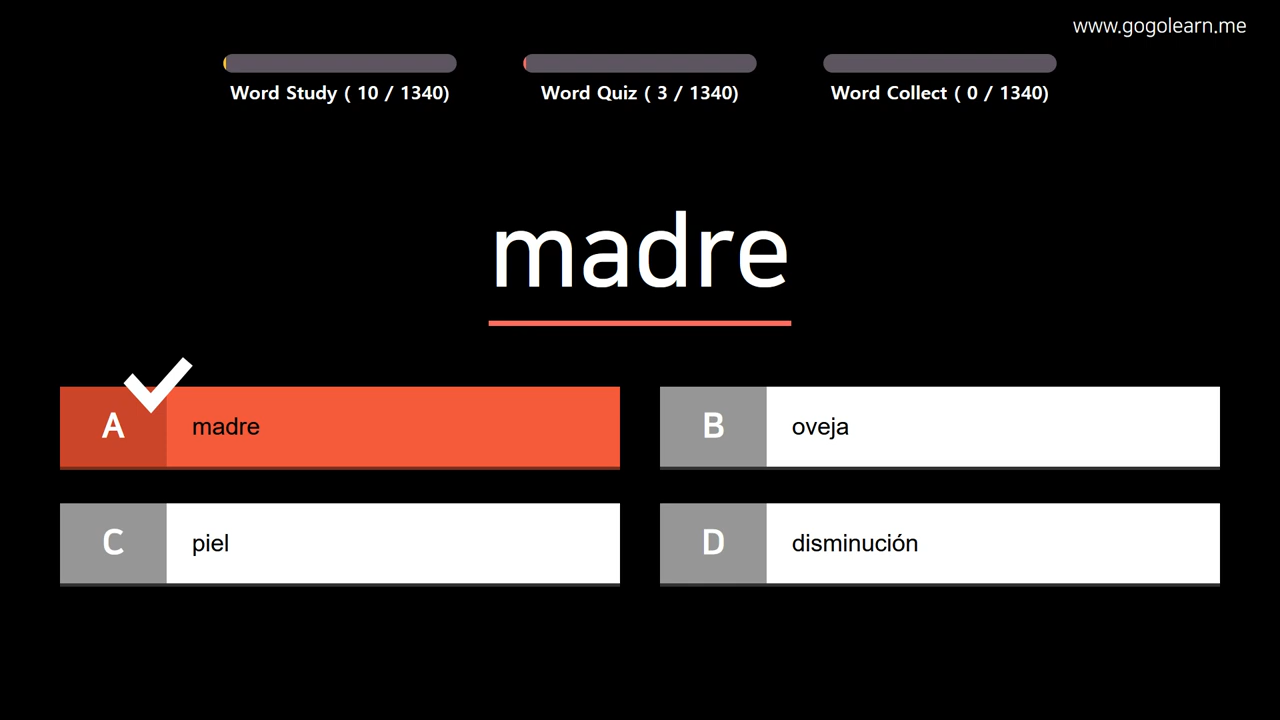 www.gogolearn.me
Word Study ( 10 / 1340)
Word Quiz ( 3 / 1340)
Word Collect ( 0 / 1340)
madre
A madre
B oveja
C piel
D disminución